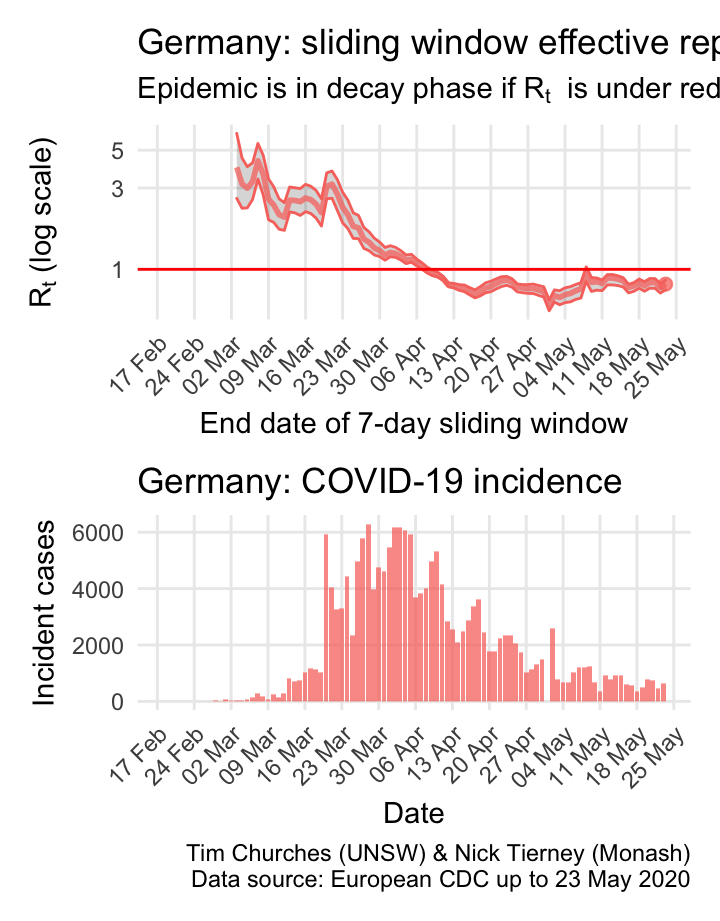 Germany: sliding window effective rep
Epidemic is in decay phase if Rt is under red
Rt (log scale)
5
3
1
17 Feb
24 Feb
02 Mar
09 Mar
16 Mar
23 Mar
30 Mar
06 Apr
13 Apr
20 Apr
27 Apr
04 May
11 May
18 May
25 May
End date of 7-day sliding window
Germany: COVID-19 incidence
Incident cases
6000
4000
2000
0
17 Feb
24 Feb
02 Mar
09 Mar
16 Mar
23 Mar
30 Mar
06 Apr
13 Apr
20 Apr
27 Apr
04 May
11 May
18 May
25 May
Date
Tim Churches (UNSW) & Nick Tierney (Monash)
Data source: European CDC up to 23 May 2020